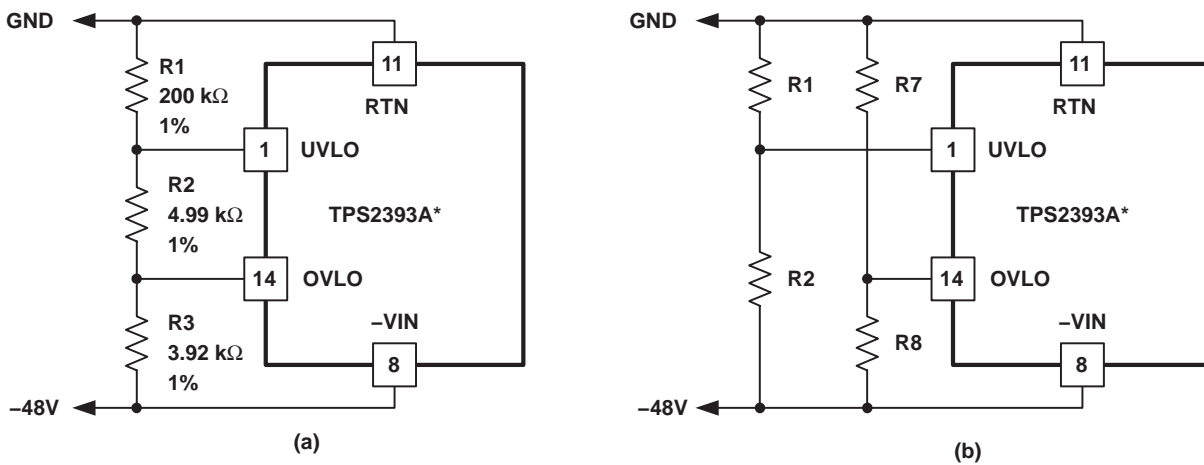 GND
R1
200 kΩ
1%
11
RTN
1
UVLO
R2
4.99 kΩ
1%
TPS2393A*
14
OVLO
R3
3.92 kΩ
1%
–VIN
8
–48V
(a)
GND
R1
R7
11
RTN
1
UVLO
TPS2393A*
R2
14
OVLO
–VIN
R8
8
–48V
(b)